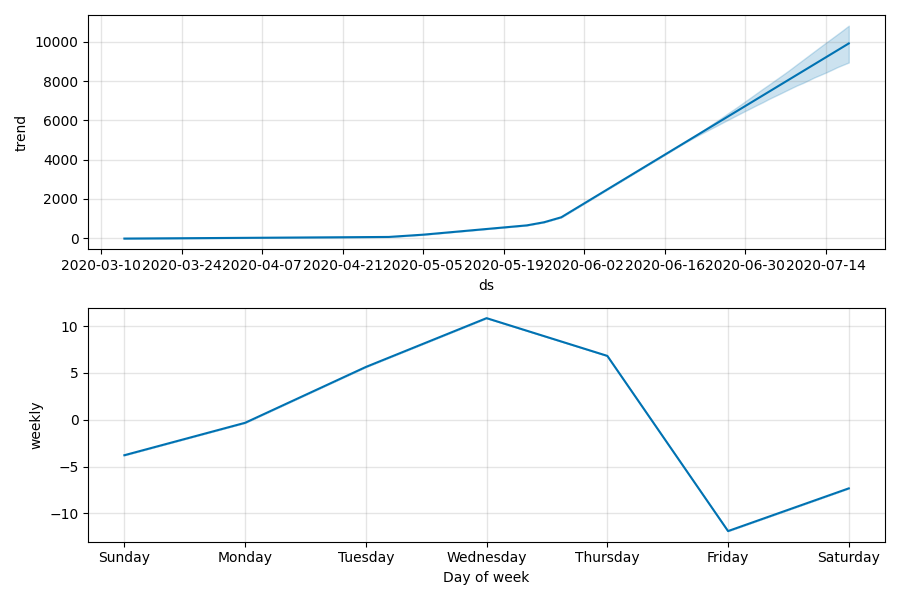 10000
8000
6000
4000
2000
0
trend
2020-03-10 2020-03-24 2020-04-07 2020-04-21 2020-05-05 2020-05-19 2020-06-02 2020-06-16 2020-06-30 2020-07-14
ds
10
5
0
−5
−10
weekly
Sunday Monday Tuesday Wednesday Thursday Friday Saturday
Day of week